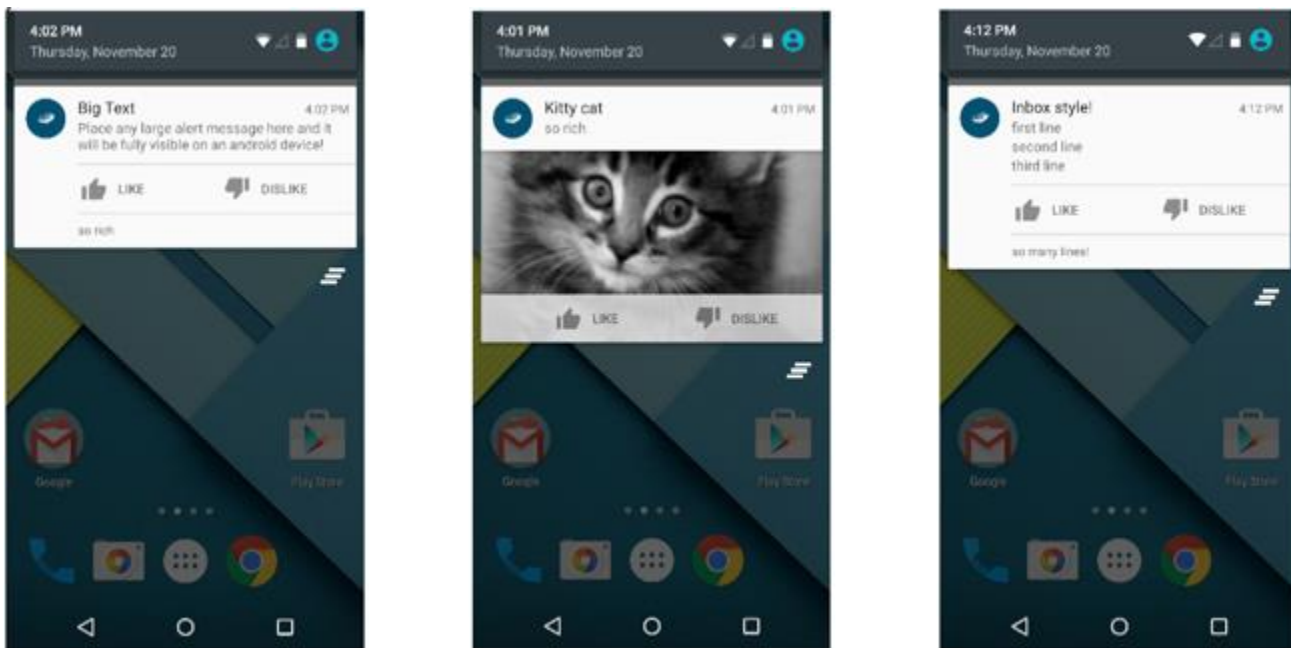 4:02 PM
Thursday, November 20
Big Text
4:02 PM
Place any large alert message here and it
will be fully visible on an android device!
LIKE
DISLIKE
so rich
Google
Play Store
4:01 PM
Thursday, November 20
Kitty cat
4:01 PM
so rich
LIKE
DISLIKE
Google
Play Store
4:12 PM
Thursday, November 20
Inbox style!
4:12 PM
first line
second line
third line
LIKE
DISLIKE
so many lines!
Google
Play Store